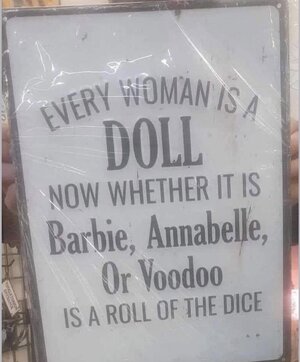 EVERY WOMAN IS A
DOLL
NOW WHETHER IT IS
Barbie, Annabelle,
Or Voodoo
IS A ROLL OF THE DICE